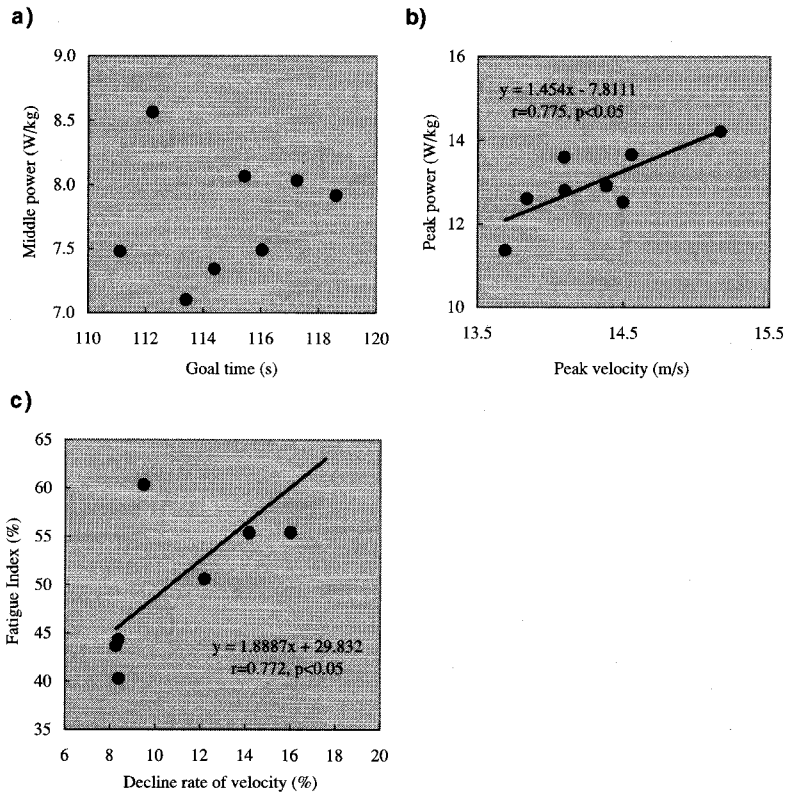 a)
9.0
8.5
8.0
7.5
7.0
Middle power (W/kg)
110 112 114 116 118 120
Goal time (s)
b)
16
14
12
10
Peak power (W/kg)
y = 1.454x - 7.8111
r=0.775, p<0.05
13.5 14.5 15.5
Peak velocity (m/s)
c)
65
60
55
50
45
40
35
Fatigue Index (%)
y = 1.8887x + 29.832
r=0.772, p<0.05
6 8 10 12 14 16 18 20
Decline rate of velocity (%)